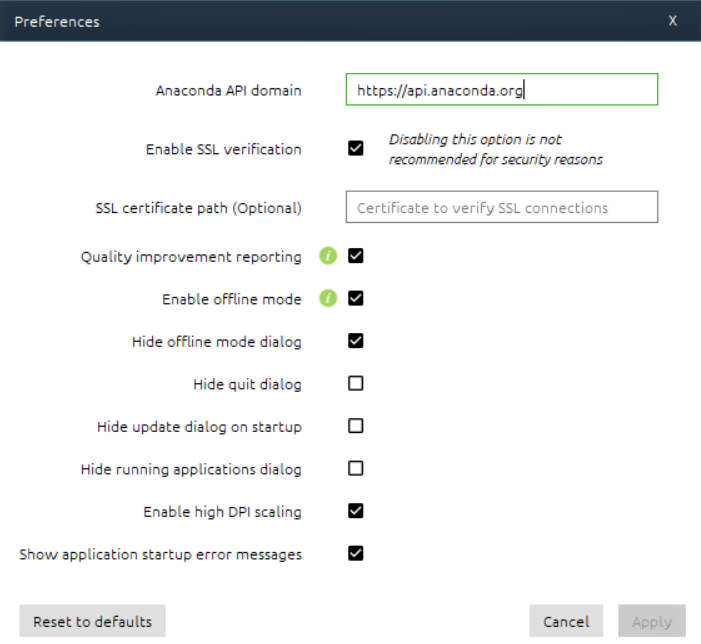 Preferences X
Anaconda API domain https://api.anaconda.org
Enable SSL verification Disabling this option is not
recommended for security reasons
SSL certificate path (Optional) Certificate to verify SSL connections
Quality improvement reporting i
Enable offline mode i
Hide offline mode dialog
Hide quit dialog
Hide update dialog on startup
Hide running applications dialog
Enable high DPI scaling
Show application startup error messages
Reset to defaults Cancel Apply